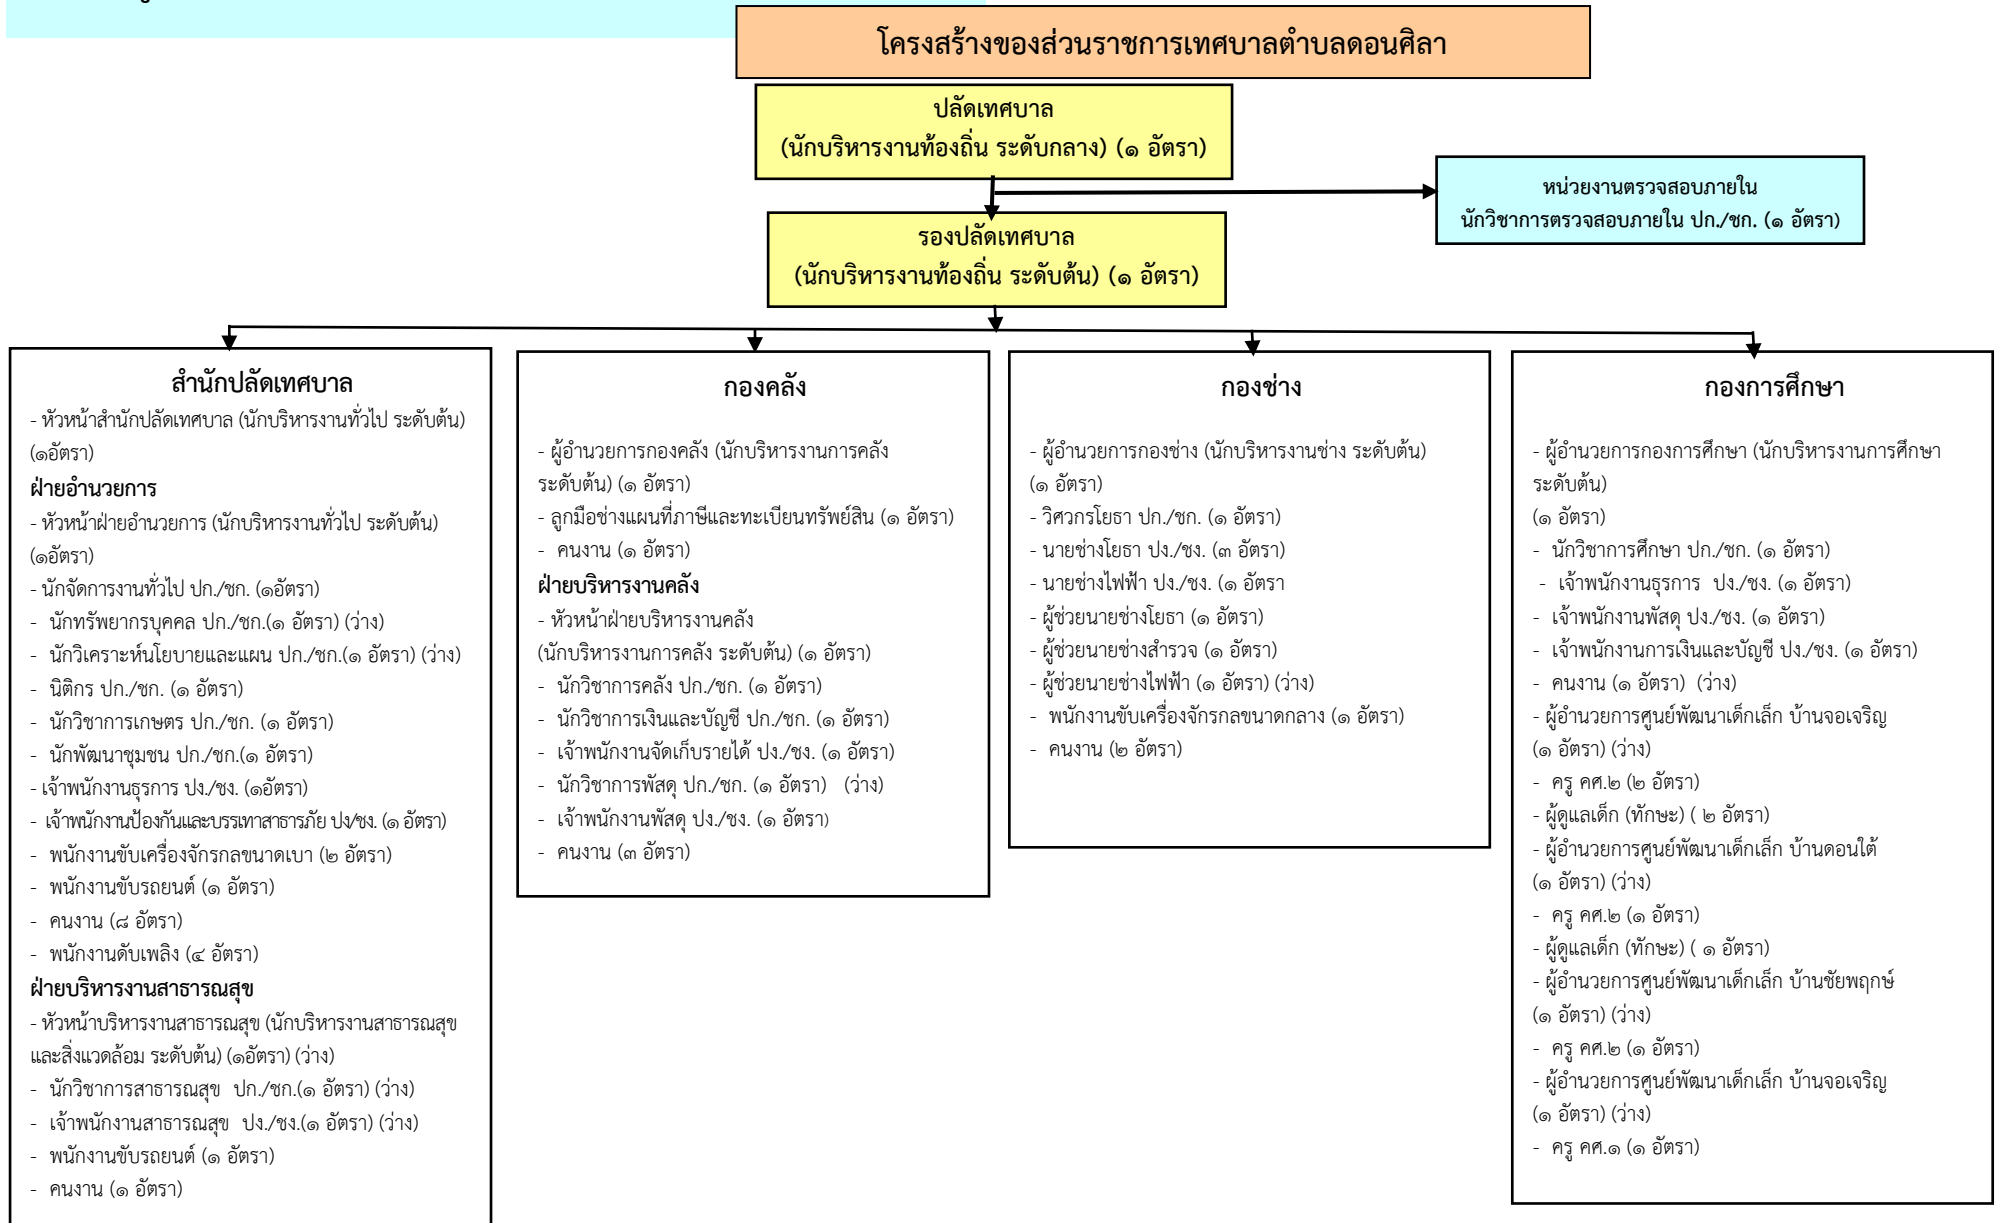 โครงสร้างของส่วนราชการเทศบาลตำบลดอนศิลา
ปลัดเทศบาล
(นักบริหารงานท้องถิ่น ระดับกลาง) (๑ อัตรา)
หน่วยงานตรวจสอบภายใน
นักวิชาการตรวจสอบภายใน ปก./ชก. (๑ อัตรา)
รองปลัดเทศบาล
(นักบริหารงานท้องถิ่น ระดับต้น) (๑ อัตรา)
สำนักปลัดเทศบาล
- หัวหน้าสำนักปลัดเทศบาล (นักบริหารงานทั่วไป ระดับต้น)
(๑อัตรา)
ฝ่ายอำนวยการ
- หัวหน้าฝ่ายอำนวยการ (นักบริหารงานทั่วไป ระดับต้น)
(๑อัตรา)
- นักจัดการงานทั่วไป ปก./ชก. (๑อัตรา)
- นักทรัพยากรบุคคล ปก./ชก.(๑ อัตรา) (ว่าง)
- นักวิเคราะห์นโยบายและแผน ปก./ชก.(๑ อัตรา) (ว่าง)
- นิติกร ปก./ชก. (๑ อัตรา)
- นักวิชาการเกษตร ปก./ชก. (๑ อัตรา)
- นักพัฒนาชุมชน ปก./ชก.(๑ อัตรา)
- เจ้าพนักงานธุรการ ปง./ชง. (๑อัตรา)
- เจ้าพนักงานป้องกันและบรรเทาสาธารภัย ปง/ชง. (๑ อัตรา)
- พนักงานขับเครื่องจักรกลขนาดเบา (๒ อัตรา)
- พนักงานขับรถยนต์ (๑ อัตรา)
- คนงาน (๘ อัตรา)
- พนักงานดับเพลิง (๔ อัตรา)
ฝ่ายบริหารงานสาธารณสุข
- หัวหน้าบริหารงานสาธารณสุข (นักบริหารงานสาธารณสุข
และสิ่งแวดล้อม ระดับต้น) (๑อัตรา) (ว่าง)
- นักวิชาการสาธารณสุข ปก./ชก.(๑ อัตรา) (ว่าง)
- เจ้าพนักงานสาธารณสุข ปง./ชง.(๑ อัตรา) (ว่าง)
- พนักงานขับรถยนต์ (๑ อัตรา)
- คนงาน (๑ อัตรา)
กองคลัง
- ผู้อำนวยการกองคลัง (นักบริหารงานการคลัง
ระดับต้น) (๑ อัตรา)
- ลูกมือช่างแผนที่ภาษีและทะเบียนทรัพย์สิน (๑ อัตรา)
- คนงาน (๑ อัตรา)
ฝ่ายบริหารงานคลัง
- หัวหน้าฝ่ายบริหารงานคลัง
(นักบริหารงานการคลัง ระดับต้น) (๑ อัตรา)
- นักวิชาการคลัง ปก./ชก. (๑ อัตรา)
- นักวิชาการเงินและบัญชี ปก./ชก. (๑ อัตรา)
- เจ้าพนักงานจัดเก็บรายได้ ปง./ชง. (๑ อัตรา)
- นักวิชาการพัสดุ ปก./ชก. (๑ อัตรา) (ว่าง)
- เจ้าพนักงานพัสดุ ปง./ชง. (๑ อัตรา)
- คนงาน (๓ อัตรา)
กองช่าง
- ผู้อำนวยการกองช่าง (นักบริหารงานช่าง ระดับต้น)
(๑ อัตรา)
- วิศวกรโยธา ปก./ชก. (๑ อัตรา)
- นายช่างโยธา ปง./ชง. (๓ อัตรา)
- นายช่างไฟฟ้า ปง./ชง. (๑ อัตรา
- ผู้ช่วยนายช่างโยธา (๑ อัตรา)
- ผู้ช่วยนายช่างสำรวจ (๑ อัตรา)
- ผู้ช่วยนายช่างไฟฟ้า (๑ อัตรา) (ว่าง)
- พนักงานขับเครื่องจักรกลขนาดกลาง (๑ อัตรา)
- คนงาน (๒ อัตรา)
กองการศึกษา
- ผู้อำนวยการกองการศึกษา (นักบริหารงานการศึกษา
ระดับต้น)
(๑ อัตรา)
- นักวิชาการศึกษา ปก./ชก. (๑ อัตรา)
- เจ้าพนักงานธุรการ ปง./ชง. (๑ อัตรา)
- เจ้าพนักงานพัสดุ ปง./ชง. (๑ อัตรา)
- เจ้าพนักงานการเงินและบัญชี ปง./ชง. (๑ อัตรา)
- คนงาน (๑ อัตรา) (ว่าง)
- ผู้อำนวยการศูนย์พัฒนาเด็กเล็ก บ้านจอเจริญ
(๑ อัตรา) (ว่าง)
- ครู คศ.๒ (๒ อัตรา)
- ผู้ดูแลเด็ก (ทักษะ) ( ๒ อัตรา)
- ผู้อำนวยการศูนย์พัฒนาเด็กเล็ก บ้านดอนใต้
(๑ อัตรา) (ว่าง)
- ครู คศ.๒ (๑ อัตรา)
- ผู้ดูแลเด็ก (ทักษะ) ( ๑ อัตรา)
- ผู้อำนวยการศูนย์พัฒนาเด็กเล็ก บ้านชัยพฤกษ์
(๑ อัตรา) (ว่าง)
- ครู คศ.๒ (๑ อัตรา)
- ผู้อำนวยการศูนย์พัฒนาเด็กเล็ก บ้านจอเจริญ
(๑ อัตรา) (ว่าง)
- ครู คศ.๑ (๑ อัตรา)